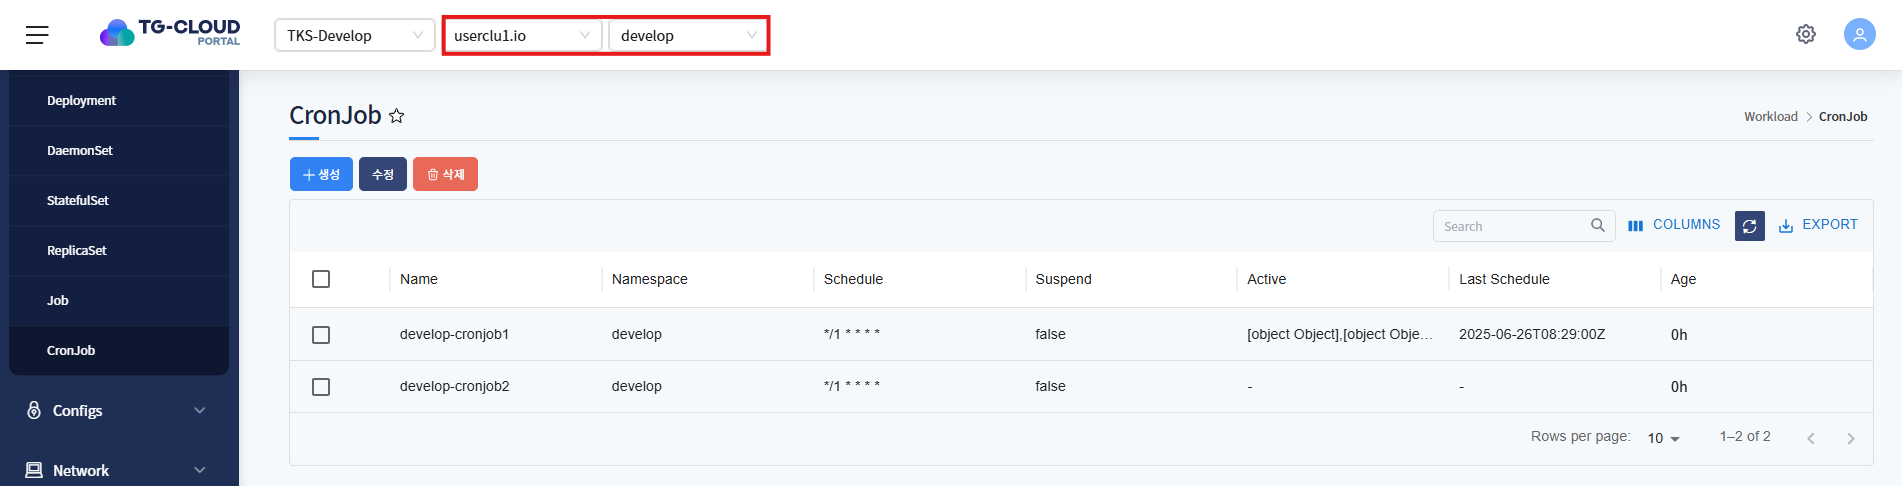 TG-CLOUD
PORTAL
TKS-Develop
userclu1.io
develop
Deployment
DaemonSet
StatefulSet
ReplicaSet
Job
CronJob
Configs
Network
CronJob
Workload > CronJob
+ 생성
수정
삭제
Search
COLUMNS
EXPORT
Name Namespace Schedule Suspend Active Last Schedule Age
develop-cronjob1 develop */1 * * * * false [object Object],[object Obje... 2025-06-26T08:29:00Z 0h
develop-cronjob2 develop */1 * * * * false - - 0h
Rows per page: 10 1–2 of 2